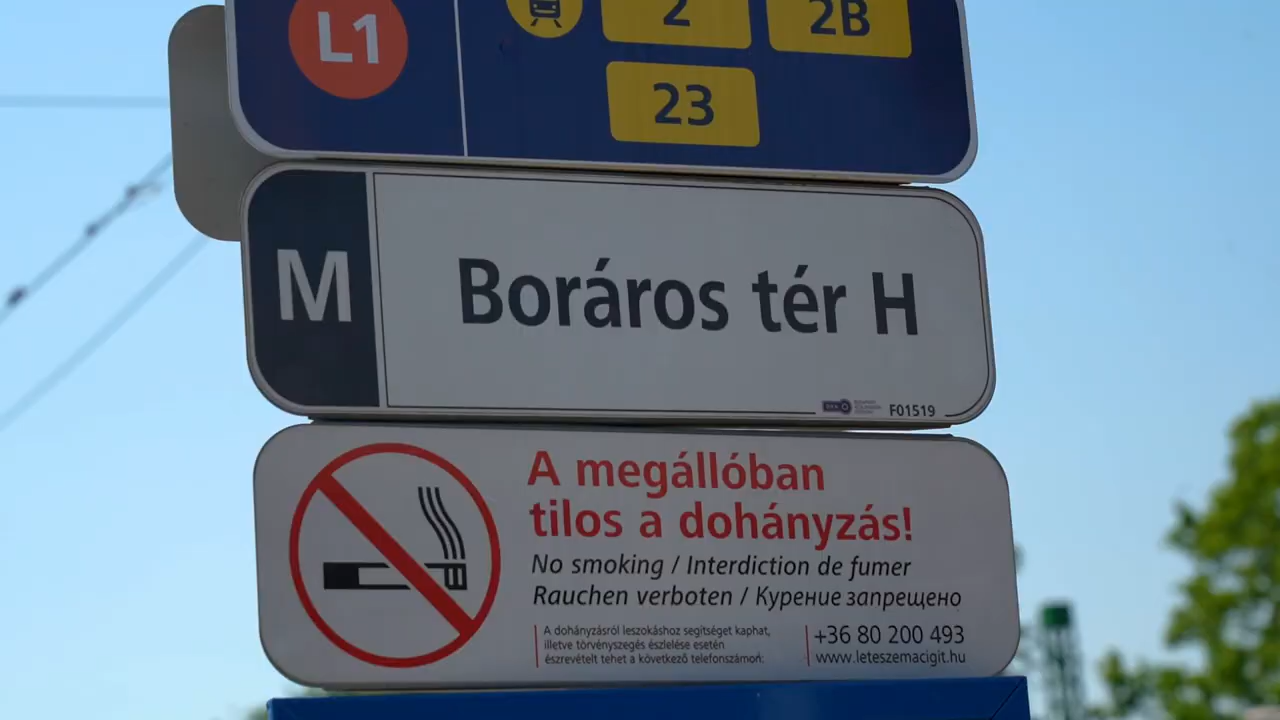 L1
2
2B
23
M
Boráros tér H
F01519
A megállóban
tilos a dohányzás!
No smoking / Interdiction de fumer
Rauchen verboten / Курение запрещено
A dohányzásról leszokáshoz segítséget kaphat,
illetve törvényszegés észlelése esetén
észrevételt tehet a következő telefonszámon:
+36 80 200 493
www.leteszemacigit.hu